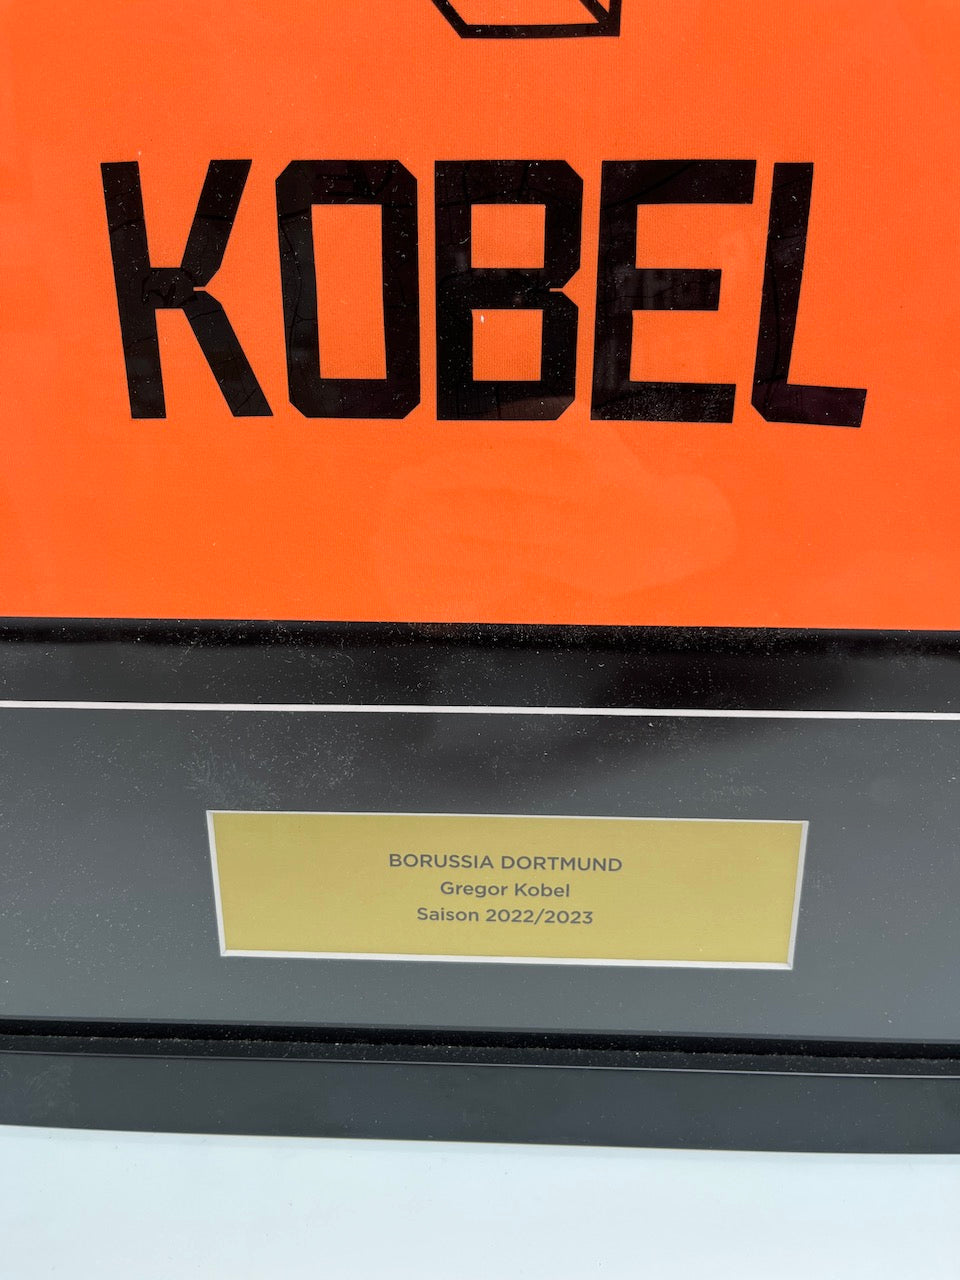 KOBEL
BORUSSIA DORTMUND
Gregor Kobel
Saison 2022/2023